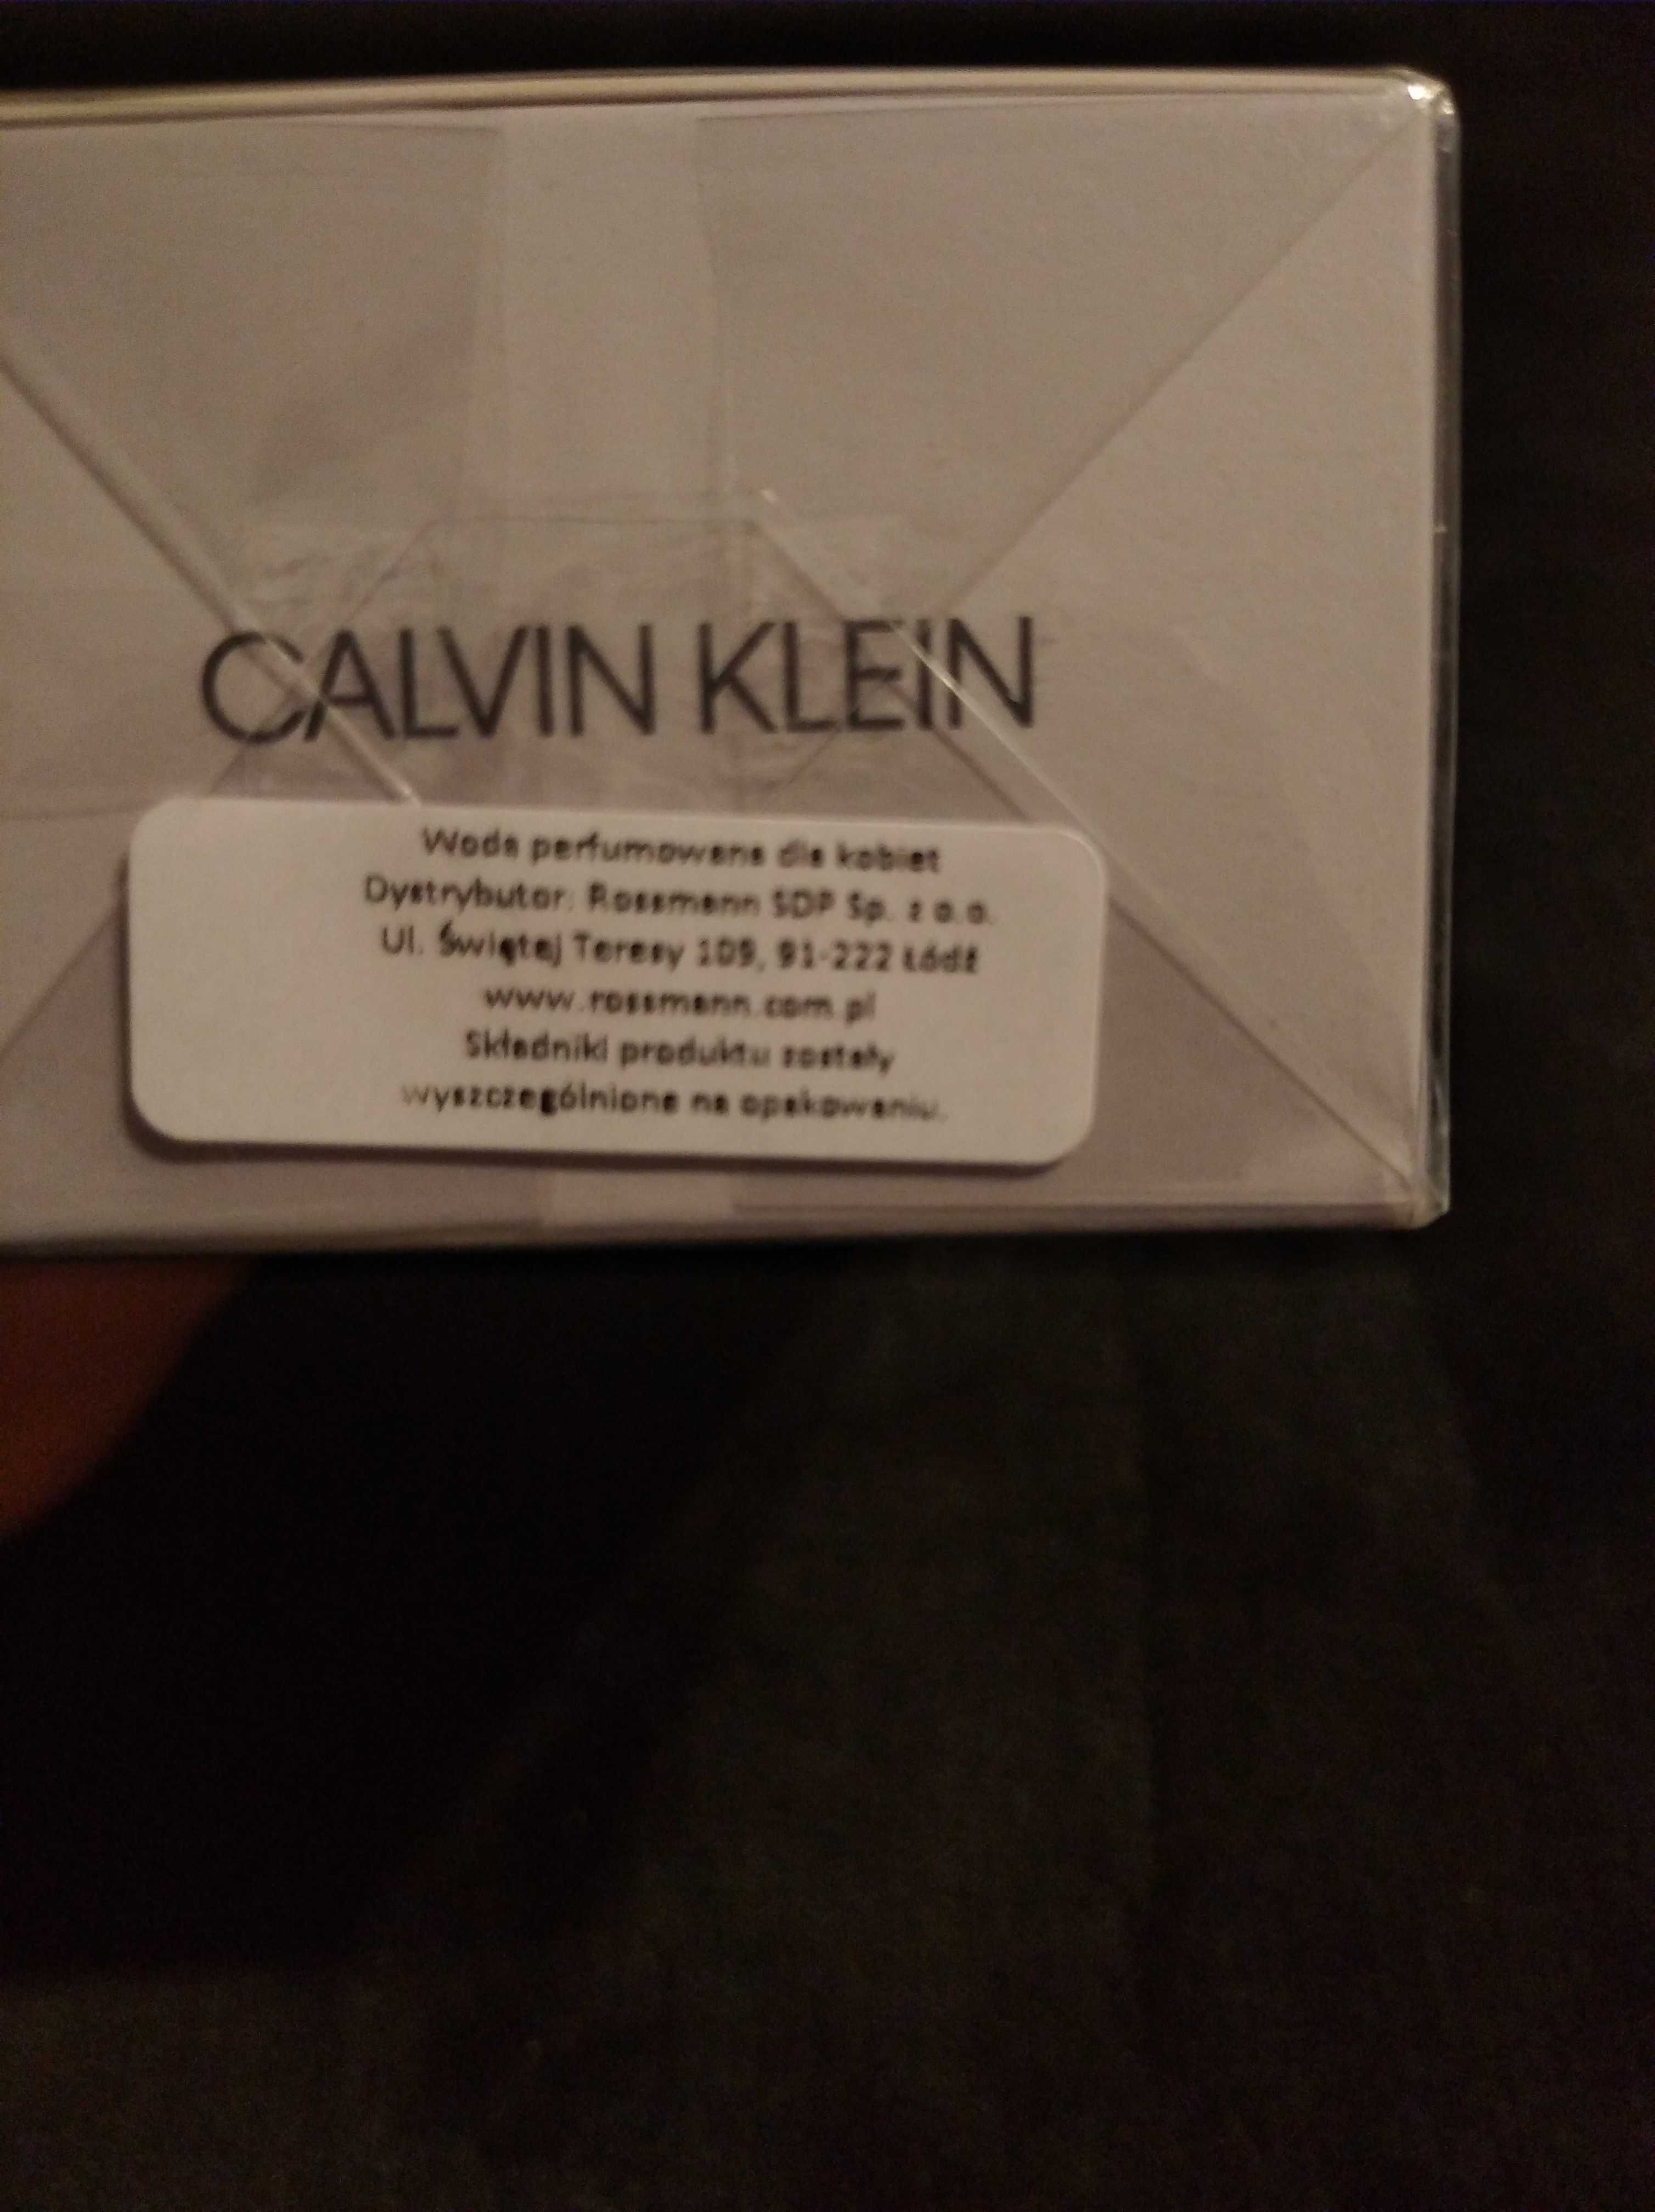 CALVIN KLEIN
Woda perfumowana dla kobiet
Dystrybutor: Rossmann SDP Sp. z o.o.
Ul. Świętej Teresy 109, 91-222 Łódź
www.rossmann.com.pl
Składniki produktu zostały
wyszczególnione na opakowaniu.